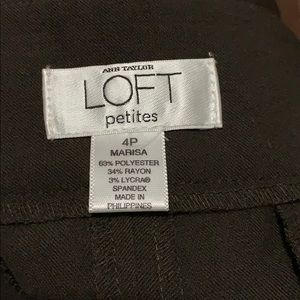 ANN TAYLOR
LOFT
petites
4P
MARISA
63% POLYESTER
34% RAYON
3% LYCRA®
SPANDEX
MADE IN
PHILIPPINES